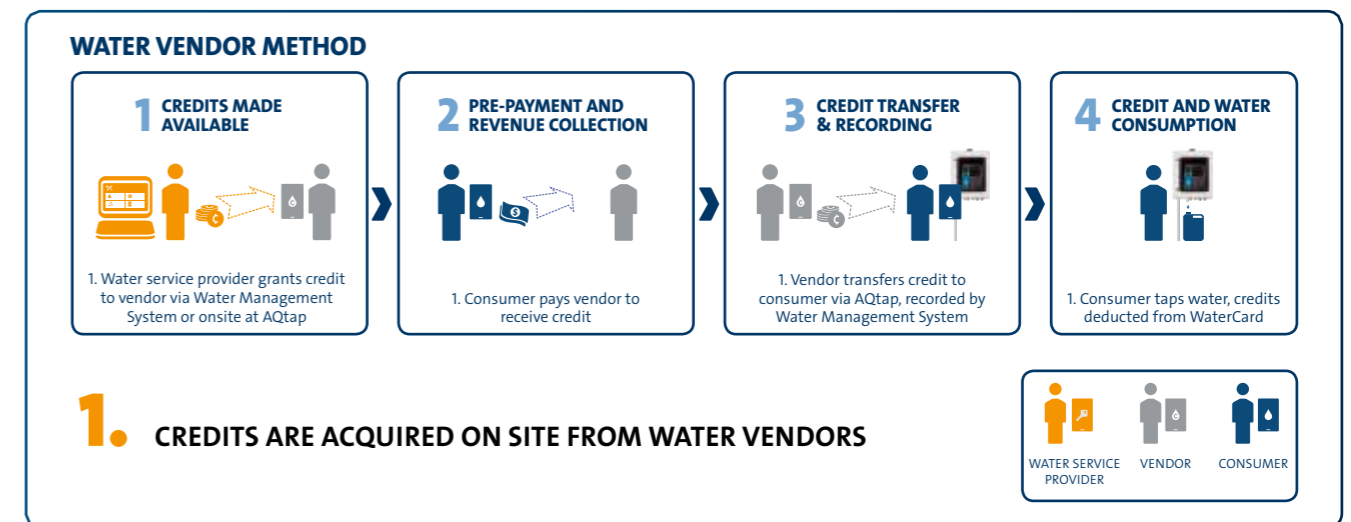 WATER VENDOR METHOD
1 CREDITS MADE
AVAILABLE
1. Water service provider grants credit
to vendor via Water Management
System or onsite at AQtap
2 PRE-PAYMENT AND
REVENUE COLLECTION
1. Consumer pays vendor to
receive credit
3 CREDIT TRANSFER
& RECORDING
1. Vendor transfers credit to
consumer via AQtap, recorded by
Water Management System
4 CREDIT AND WATER
CONSUMPTION
1. Consumer taps water, credits
deducted from WaterCard
1. CREDITS ARE ACQUIRED ON SITE FROM WATER VENDORS
WATER SERVICE
PROVIDER
VENDOR
CONSUMER